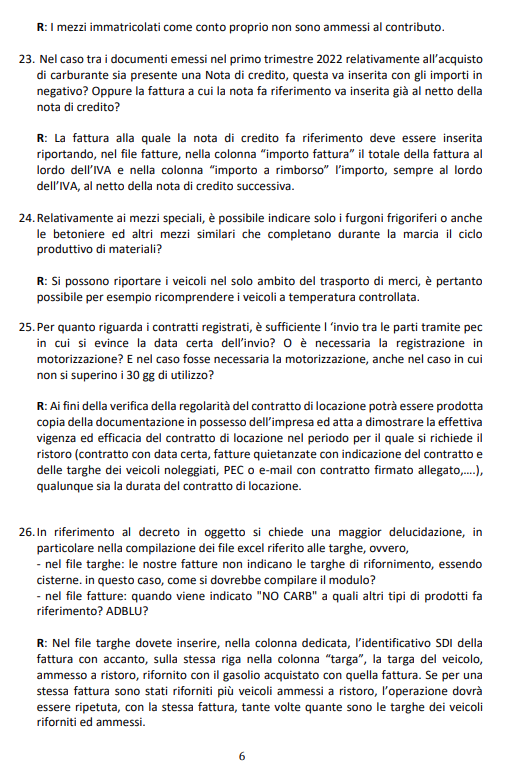 R: I mezzi immatricolati come conto proprio non sono ammessi al contributo.
23. Nel caso tra i documenti emessi nel primo trimestre 2022 relativamente all'acquisto
di carburante sia presente una Nota di credito, questa va inserita con gli importi in
negativo? Oppure la fattura a cui la nota fa riferimento va inserita già al netto della
nota di credito?
R: La fattura alla quale la nota di credito fa riferimento deve essere inserita
riportando, nel file fatture, nella colonna “importo fattura” il totale della fattura al
lordo dell'IVA e nella colonna “importo a rimborso” l'importo, sempre al lordo
dell'IVA, al netto della nota di credito successiva.
24. Relativamente ai mezzi speciali, è possibile indicare solo i furgoni frigoriferi o anche
le betoniere ed altri mezzi similari che completano durante la marcia il ciclo
produttivo di materiali?
R: Si possono riportare i veicoli nel solo ambito del trasporto di merci, è pertanto
possibile per esempio ricomprendere i veicoli a temperatura controllata.
25. Per quanto riguarda i contratti registrati, è sufficiente l 'invio tra le parti tramite pec
in cui si evince la data certa dell'invio? O è necessaria la registrazione in
motorizzazione? E nel caso fosse necessaria la motorizzazione, anche nel caso in cui
non si superino i 30 gg di utilizzo?
R: Ai fini della verifica della regolarità del contratto di locazione potrà essere prodotta
copia della documentazione in possesso dell'impresa ed atta a dimostrare la effettiva
vigenza ed efficacia del contratto di locazione nel periodo per il quale si richiede il
ristoro (contratto con data certa, fatture quietanzate con indicazione del contratto e
delle targhe dei veicoli noleggiati, PEC o e-mail con contratto firmato allegato,....),
qualunque sia la durata del contratto di locazione.
26. In riferimento al decreto in oggetto si chiede una maggior delucidazione, in
particolare nella compilazione dei file excel riferito alle targhe, ovvero,
- nel file targhe: le nostre fatture non indicano le targhe di rifornimento, essendo
cisterne. in questo caso, come si dovrebbe compilare il modulo?
- nel file fatture: quando viene indicato "NO CARB" a quali altri tipi di prodotti fa
riferimento? ADBLU?
R: Nel file targhe dovete inserire, nella colonna dedicata, l'identificativo SDI della
fattura con accanto, sulla stessa riga nella colonna “targa”, la targa del veicolo,
ammesso a ristoro, rifornito con il gasolio acquistato con quella fattura. Se per una
stessa fattura sono stati riforniti più veicoli ammessi a ristoro, l'operazione dovrà
essere ripetuta, con la stessa fattura, tante volte quante sono le targhe dei veicoli
riforniti ed ammessi.
6